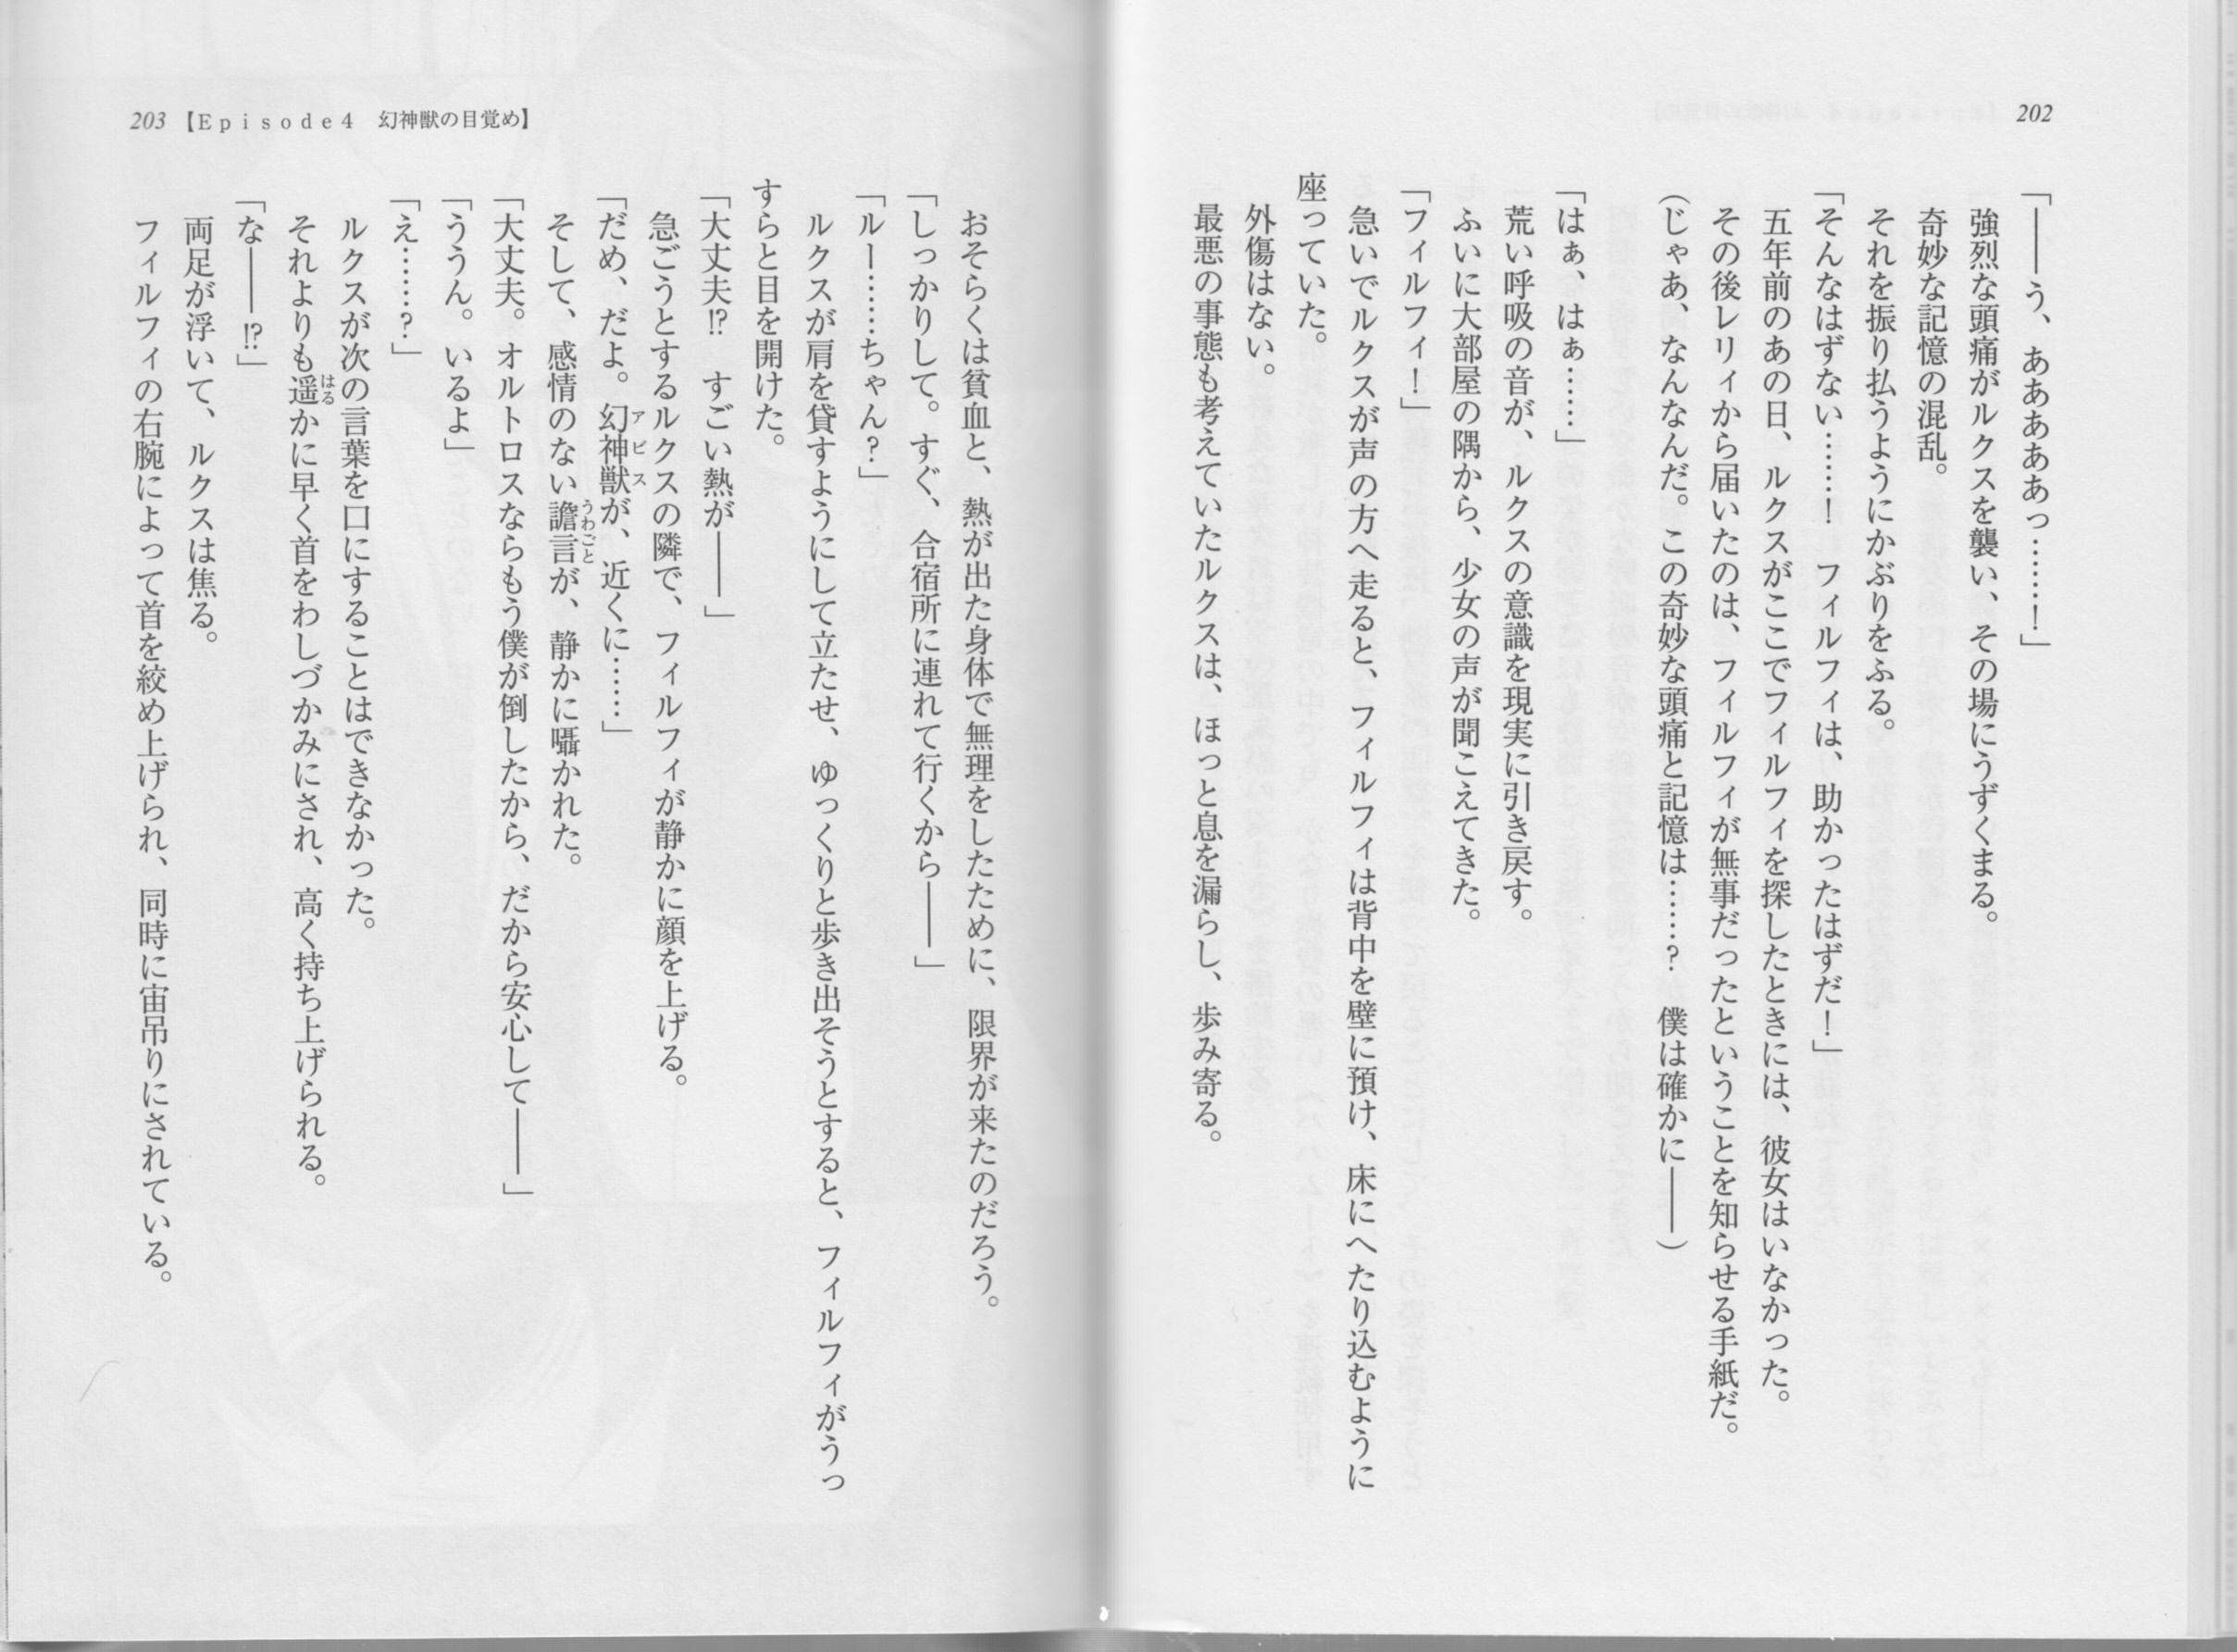 202
「――う、ああああっ……！」
強烈な頭痛がルクスを襲い、その場にうずくまる。
奇妙な記憶の混乱。
それを振り払うようにかぶりをふる。
「そんなはずない……！　フィルフィは、助かったはずだ！」
五年前のあの日、ルクスがここでフィルフィを探したときには、彼女はいなかった。
その後レリィから届いたのは、フィルフィが無事だったということを知らせる手紙だ。
（じゃあ、なんなんだ。この奇妙な頭痛と記憶は……？　僕は確かに――）
「はぁ、はぁ……」
荒い呼吸の音が、ルクスの意識を現実に引き戻す。
ふいに大部屋の隅から、少女の声が聞こえてきた。
「フィルフィ！」
急いでルクスが声の方へ走ると、フィルフィは背中を壁に預け、床にへたり込むように
座っていた。
外傷はない。
最悪の事態も考えていたルクスは、ほっと息を漏らし、歩み寄る。
203【Episode4　幻神獣の目覚め】
おそらくは貧血と、熱が出た身体で無理をしたために、限界が来たのだろう。
「しっかりして。すぐ、合宿所に連れて行くから――」
「ルー……ちゃん？」
ルクスが肩を貸すようにして立たせ、ゆっくりと歩き出そうとすると、フィルフィがうっ
すらと目を開けた。
「大丈夫⁉　すごい熱が――」
急ごうとするルクスの隣で、フィルフィが静かに顔を上げる。
「だめ、だよ。幻神獣アビスが、近くに……」
そして、感情のない譫言うわごとが、静かに囁かれた。
「大丈夫。オルトロスならもう僕が倒したから、だから安心して――」
「ううん。いるよ」
「え……？」
ルクスが次の言葉を口にすることはできなかった。
それよりも遥はるかに早く首をわしづかみにされ、高く持ち上げられる。
「な――⁉」
両足が浮いて、ルクスは焦る。
フィルフィの右腕によって首を絞め上げられ、同時に宙吊りにされている。